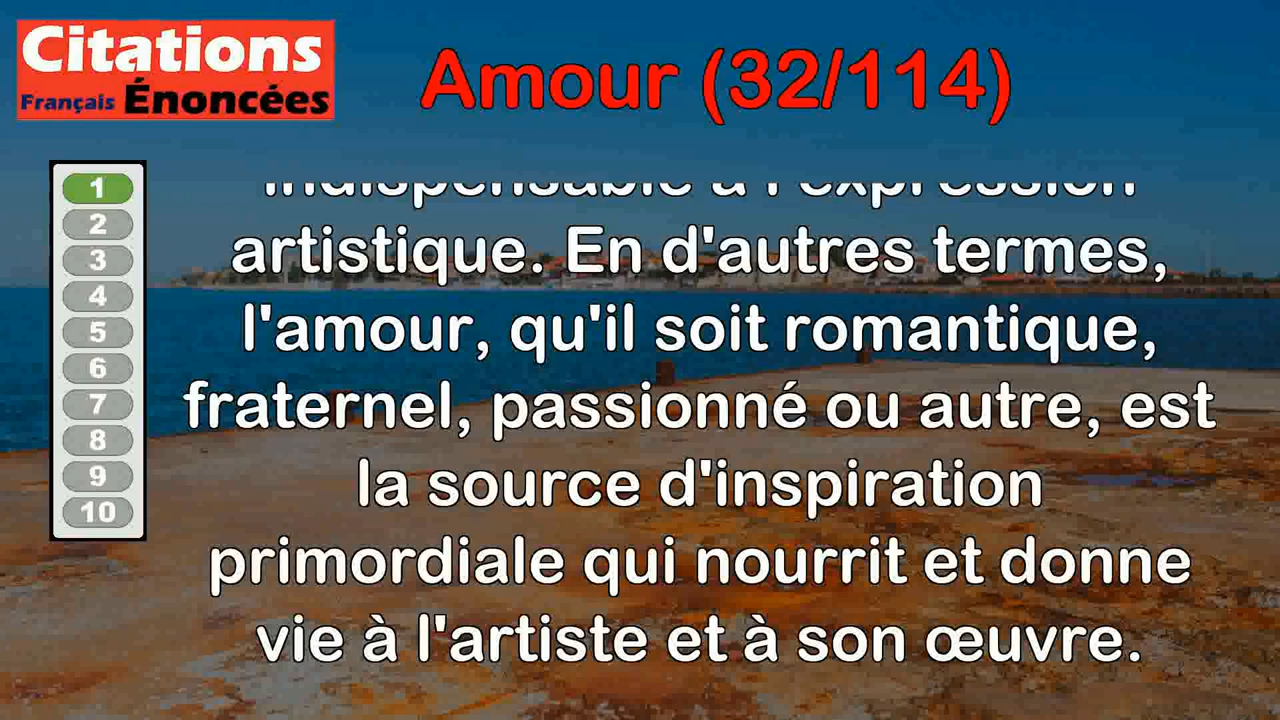 Citations
Français Énoncées
Amour (32/114)
1
2
3
4
5
6
7
8
9
10
indispensable à l'expression
artistique. En d'autres termes,
l'amour, qu'il soit romantique,
fraternel, passionné ou autre, est
la source d'inspiration
primordiale qui nourrit et donne
vie à l'artiste et à son œuvre.